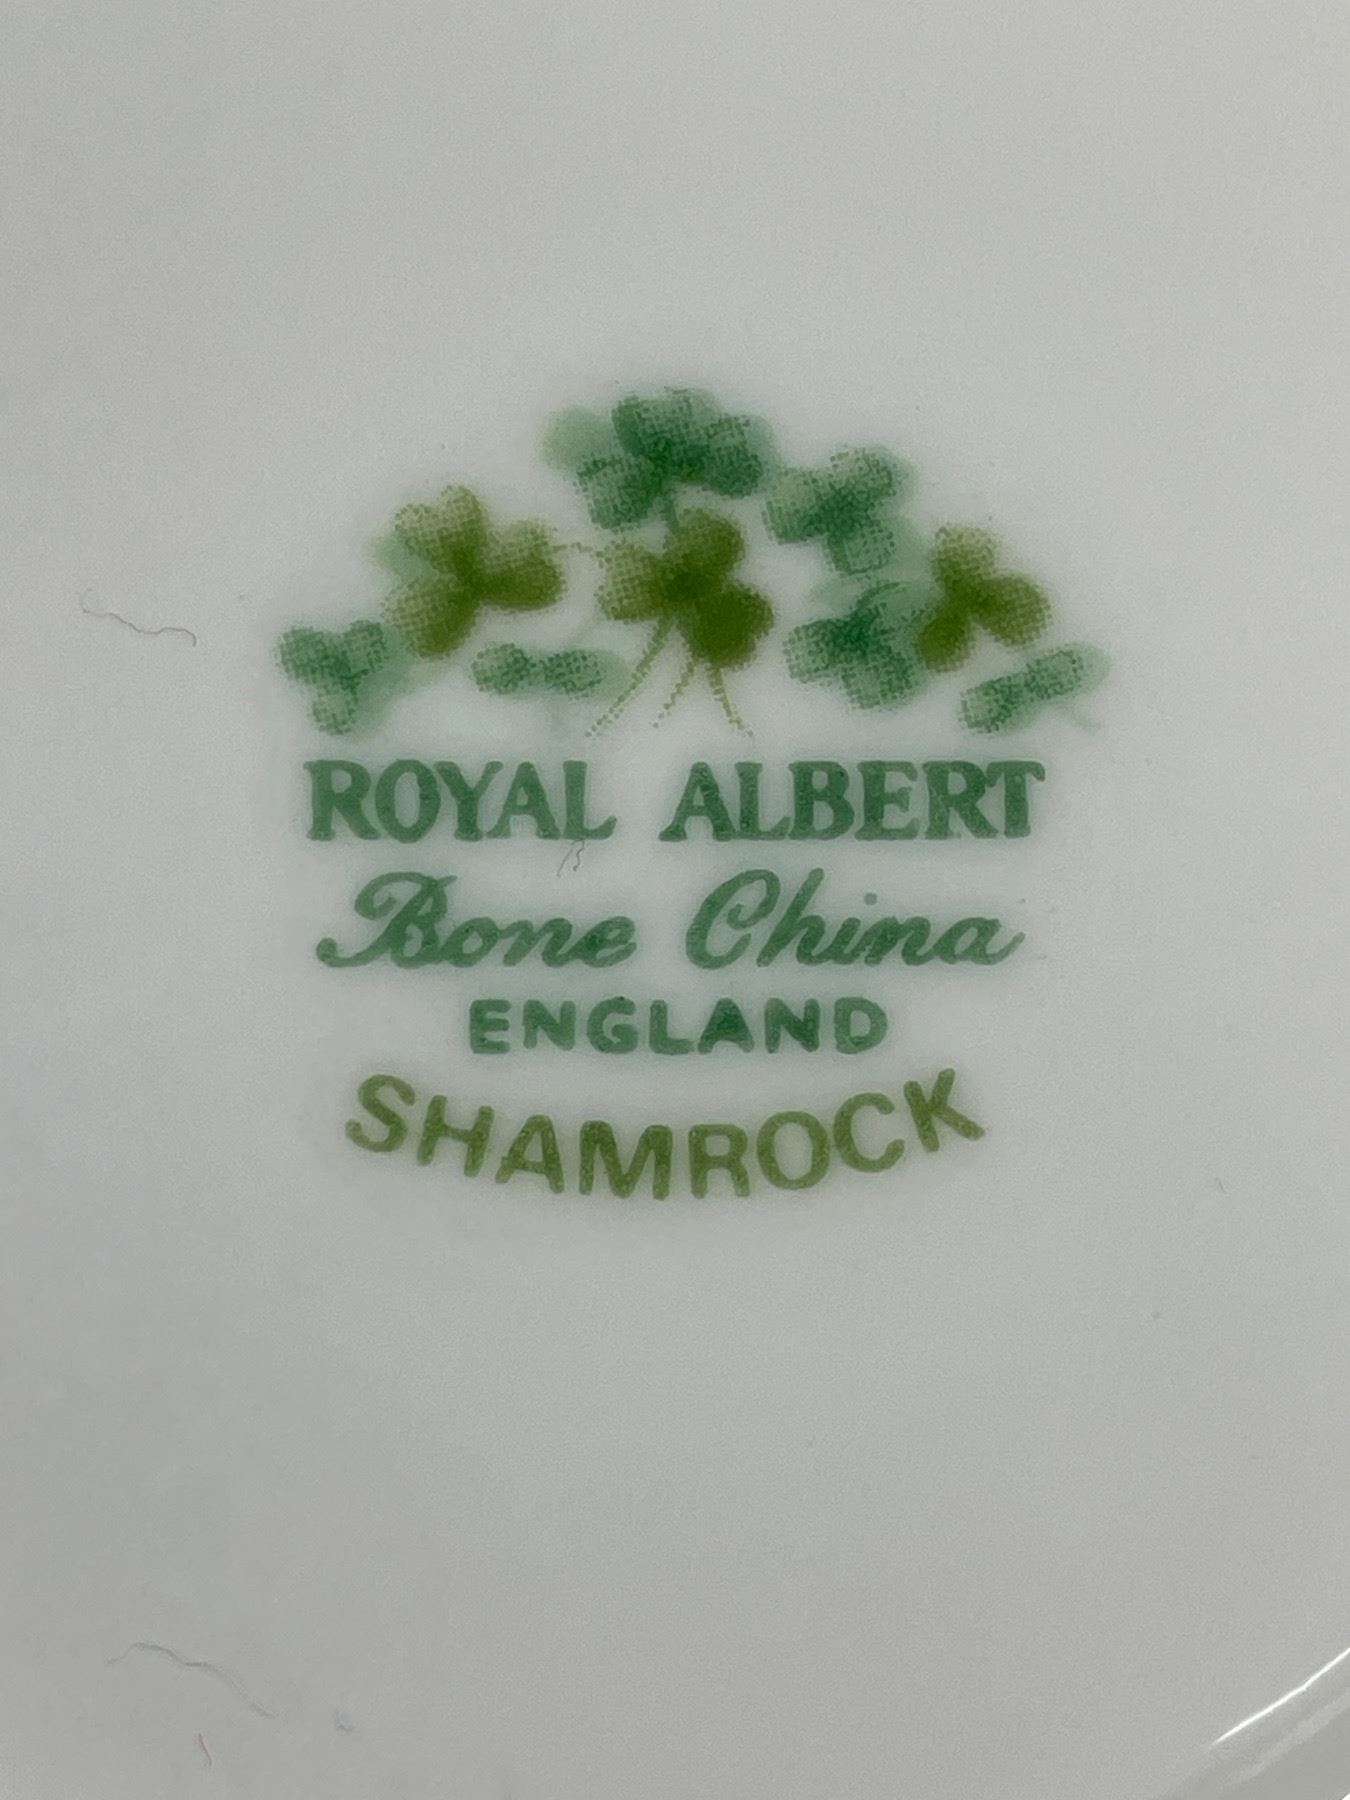 ROYAL ALBERT
Bone China
ENGLAND
SHAMROCK